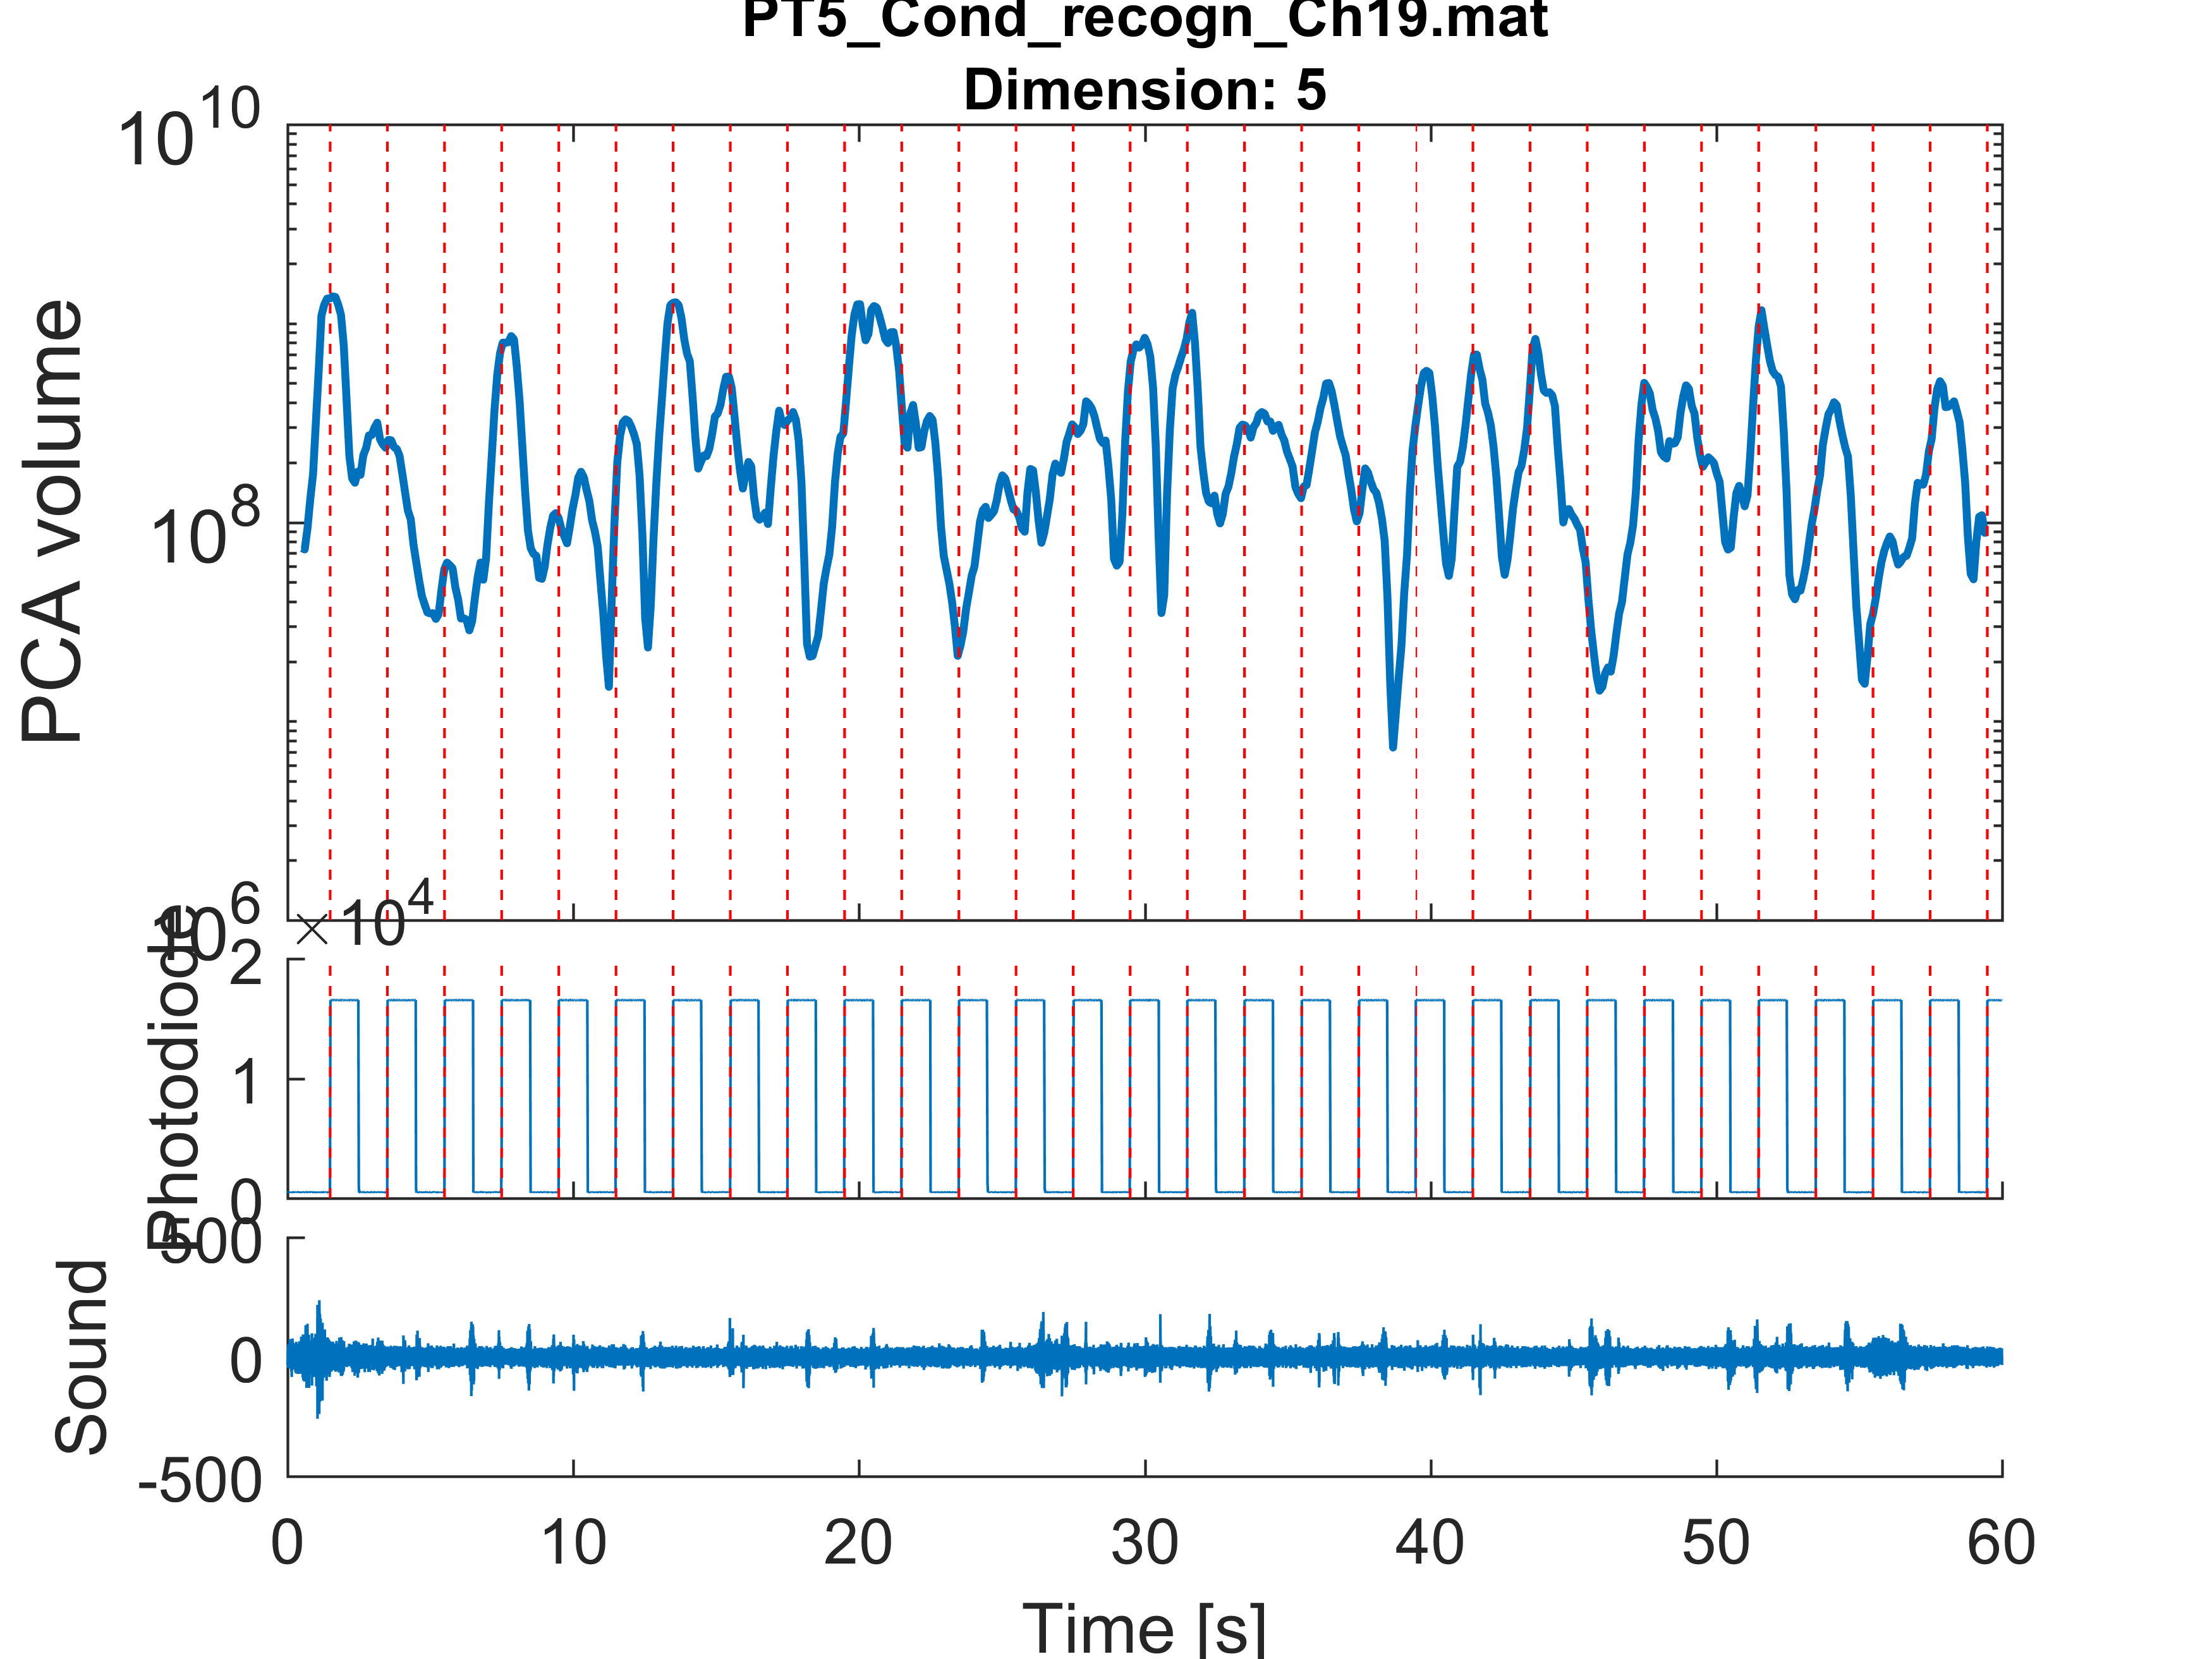 PT5_Cond_recogn_Ch19.mat
Dimension: 5
10^10
10^8
10^6
PCA volume
×10^4
2
1
0
Photodiode
500
0
-500
Sound
0 10 20 30 40 50 60
Time [s]